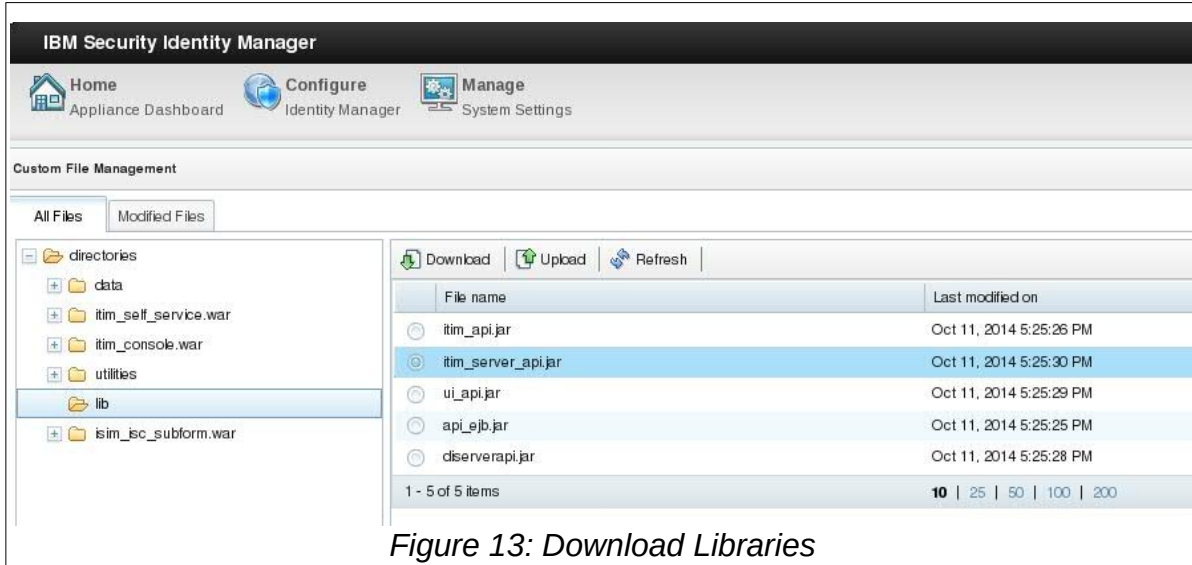 IBM Security Identity Manager
Home
Appliance Dashboard
Configure
Identity Manager
Manage
System Settings
Custom File Management
All Files
Modified Files
directories
data
itim_self_service.war
itim_console.war
utilities
lib
isim_isc_subform.war
Download | Upload | Refresh |
File name Last modified on
itim_api.jar Oct 11, 2014 5:25:26 PM
itim_server_api.jar Oct 11, 2014 5:25:30 PM
ui_api.jar Oct 11, 2014 5:25:29 PM
api_ejb.jar Oct 11, 2014 5:25:25 PM
diserverapi.jar Oct 11, 2014 5:25:28 PM
1 - 5 of 5 items 10 | 25 | 50 | 100 | 200
Figure 13: Download Libraries